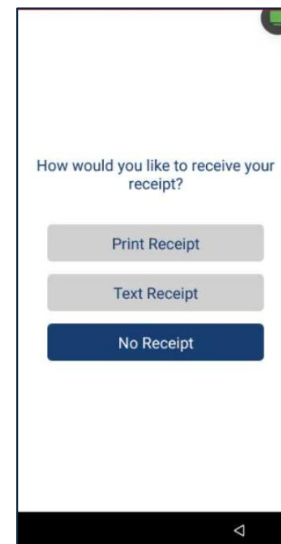 How would you like to receive your
receipt?
Print Receipt
Text Receipt
No Receipt